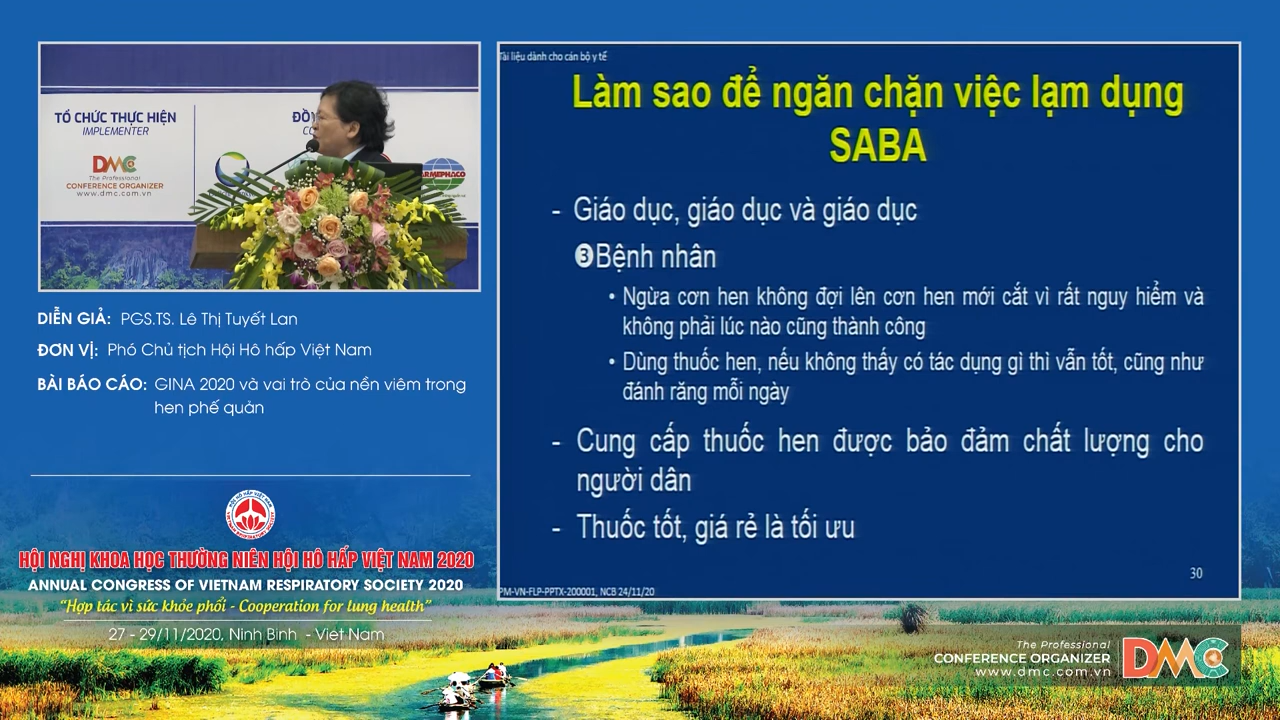 TỔ CHỨC THỰC HIỆN
IMPLEMENTER
DMC
The Professional
CONFERENCE ORGANIZER
www.dmc.com.vn
DIỄN GIẢ: PGS.TS. Lê Thị Tuyết Lan
ĐƠN VỊ: Phó Chủ tịch Hội Hô hấp Việt Nam
BÀI BÁO CÁO: GINA 2020 và vai trò của nền viêm trong
hen phế quản
HỘI NGHỊ KHOA HỌC THƯỜNG NIÊN HỘI HÔ HẤP VIỆT NAM 2020
ANNUAL CONGRESS OF VIETNAM RESPIRATORY SOCIETY 2020
“Hợp tác vì sức khỏe phổi - Cooperation for lung health”
27 - 29/11/2020, Ninh Bình - Việt Nam
Tài liệu dành cho cán bộ y tế
Làm sao để ngăn chặn việc lạm dụng
SABA
- Giáo dục, giáo dục và giáo dục
❸Bệnh nhân
• Ngừa cơn hen không đợi lên cơn hen mới cắt vì rất nguy hiểm và
không phải lúc nào cũng thành công
• Dùng thuốc hen, nếu không thấy có tác dụng gì thì vẫn tốt, cũng như
đánh răng mỗi ngày
- Cung cấp thuốc hen được bảo đảm chất lượng cho
người dân
- Thuốc tốt, giá rẻ là tối ưu
30
PM-VN-FLP-PPTX-200001, NCB 24/11/20
The Professional
CONFERENCE ORGANIZER
www.dmc.com.vn
DMC